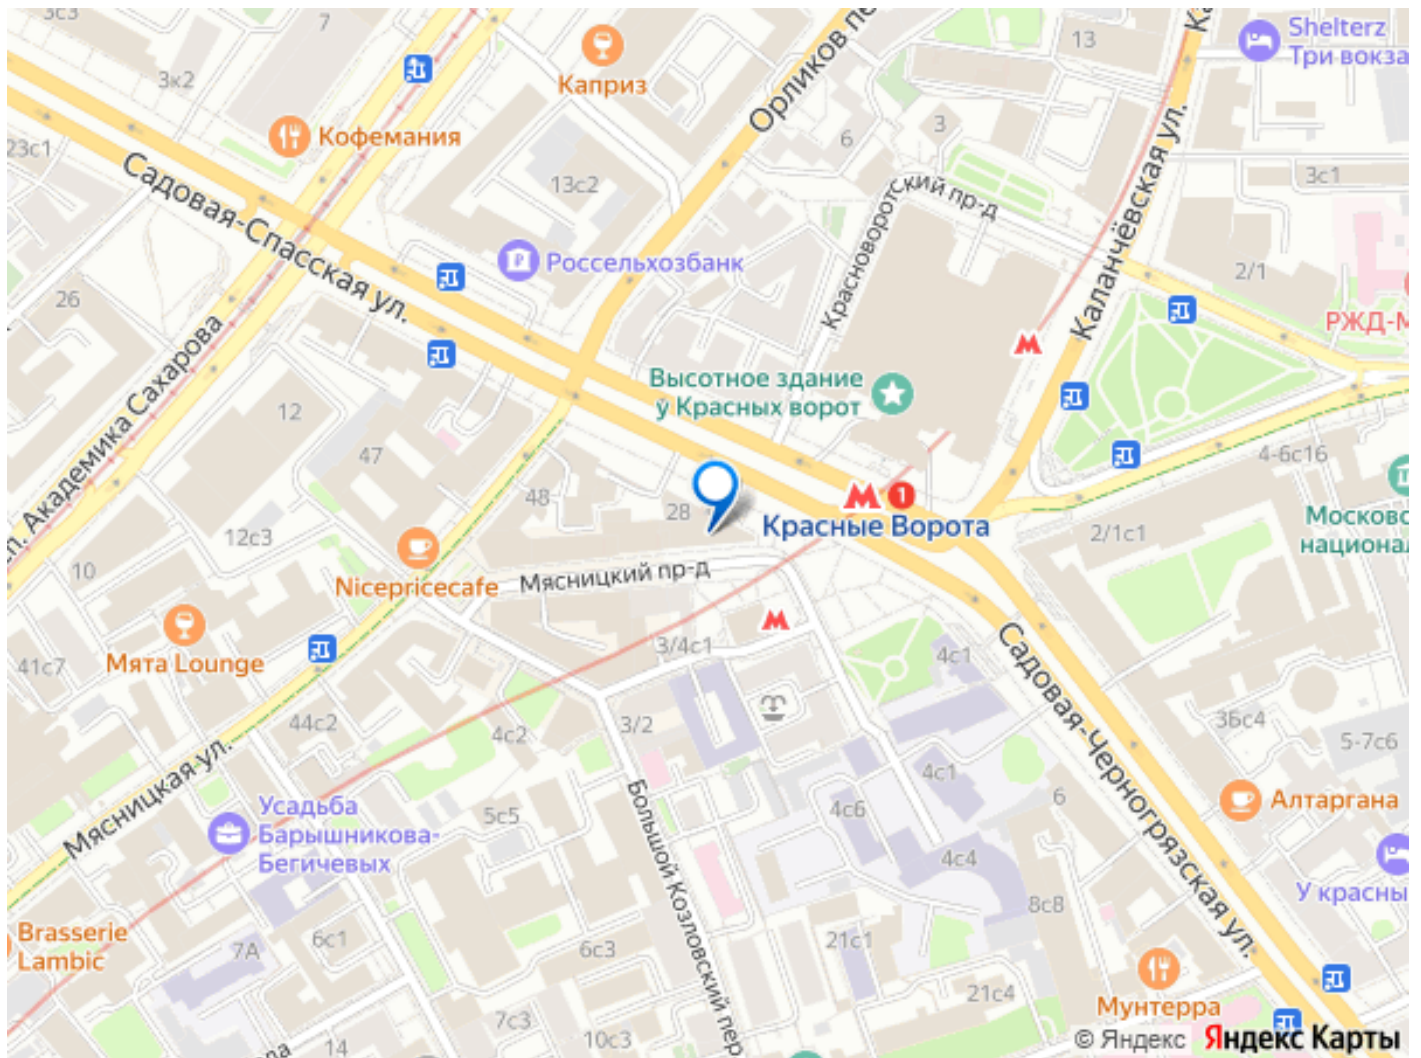 3с3
7
Каприз
13
Shelterz
Три вокза
3к2
Кофемания
23с1
Орликов пе
6
3
Каланчёвская ул.
3с1
13с2
Красноворотский пр-д
Садовая-Спасская ул.
Россельхозбанк
2/1
26
РЖД-М
Высотное здание
у Красных ворот
12
47
Академика Сахарова
48
28
1
Красные Ворота
4-6с16
2/1с1
Московс
национал
12с3
10
Nicepricecafe
Мясницкий пр-д
Мята Lounge
41с7
3/4с1
4с1
Садовая-Черногрязская ул.
44с2
4с2
3/2
3Бс4
5-7с6
Мясницкая ул.
Усадьба
Барышникова-
Бегичевых
5с5
Большой Козловский пер
4с1
4с6
6
Алтаргана
4с4
У красны
8с8
Brasserie
Lambic
7А
6с1
6с3
21с1
21с4
Мунтерра
7с3
10с3
14
© Яндекс Яндекс Карты